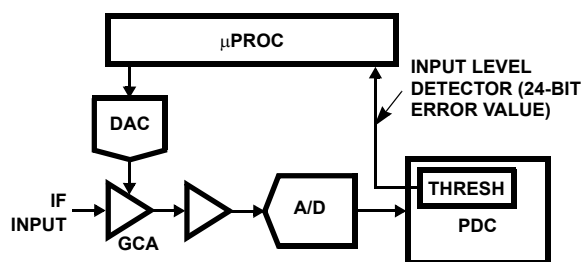 μPROC
INPUT LEVEL
DETECTOR (24-BIT
ERROR VALUE)
DAC
THRESH
IF
INPUT
GCA
A/D
PDC